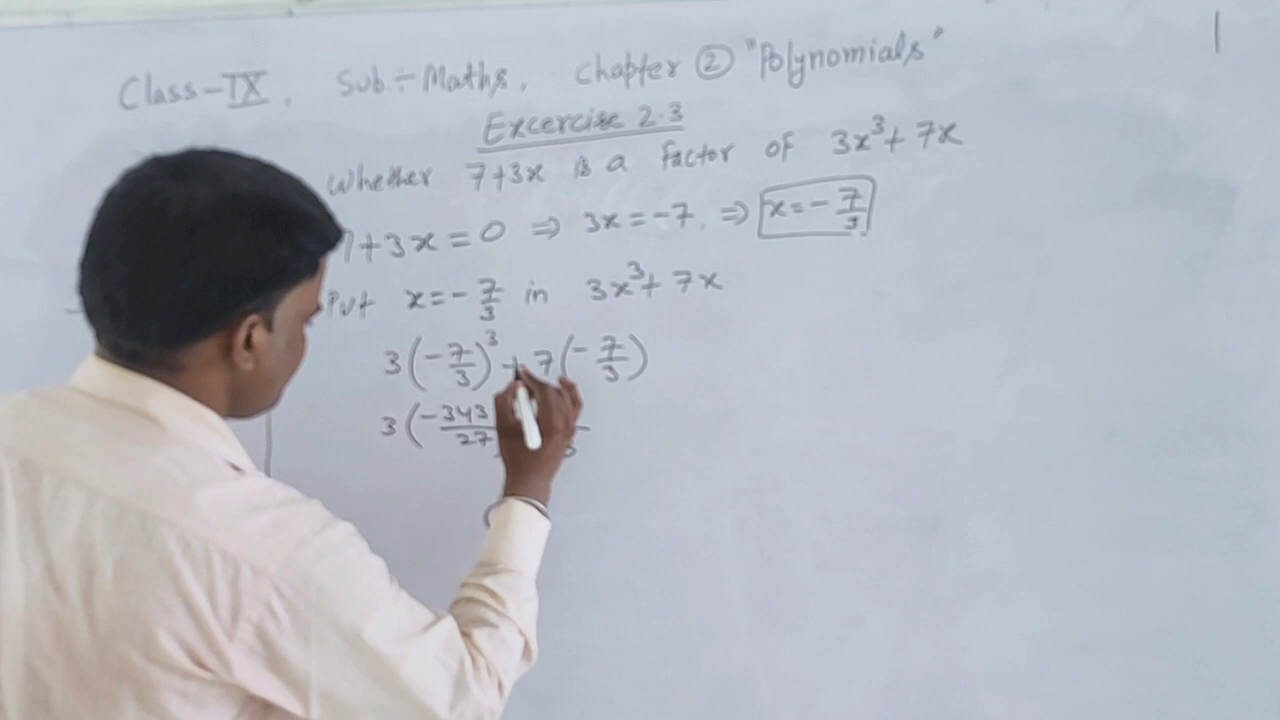 Class-IX, Sub:- Maths, Chapter ② "Polynomials"
Excercise 2.3
Whether 7+3x is a factor of 3x³+7x
7+3x=0 ⇒ 3x=-7, ⇒ x=-7/3
Put x=-7/3 in 3x³+7x
3(-7/3)³+7(-7/3)
3(-343/27